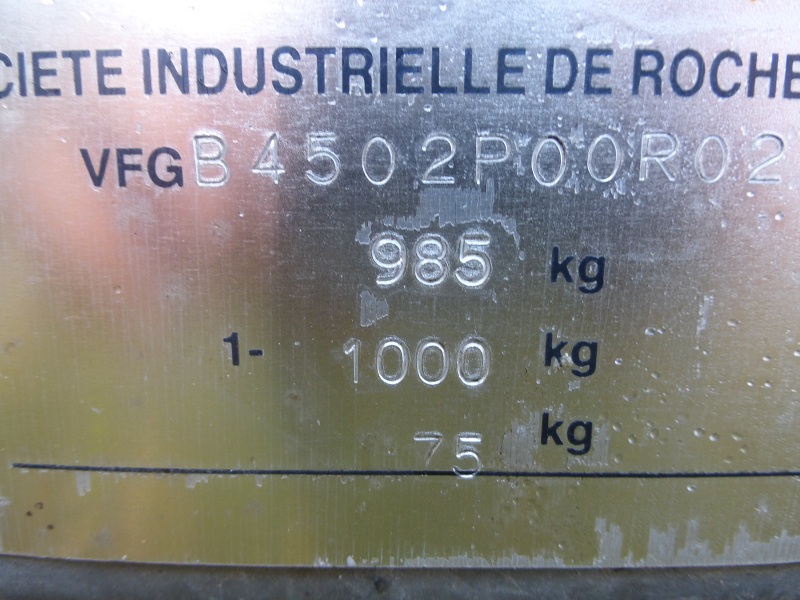 CIETE INDUSTRIELLE DE ROCHE
VFGB4502P00R02
985 kg
1- 1000 kg
75 kg